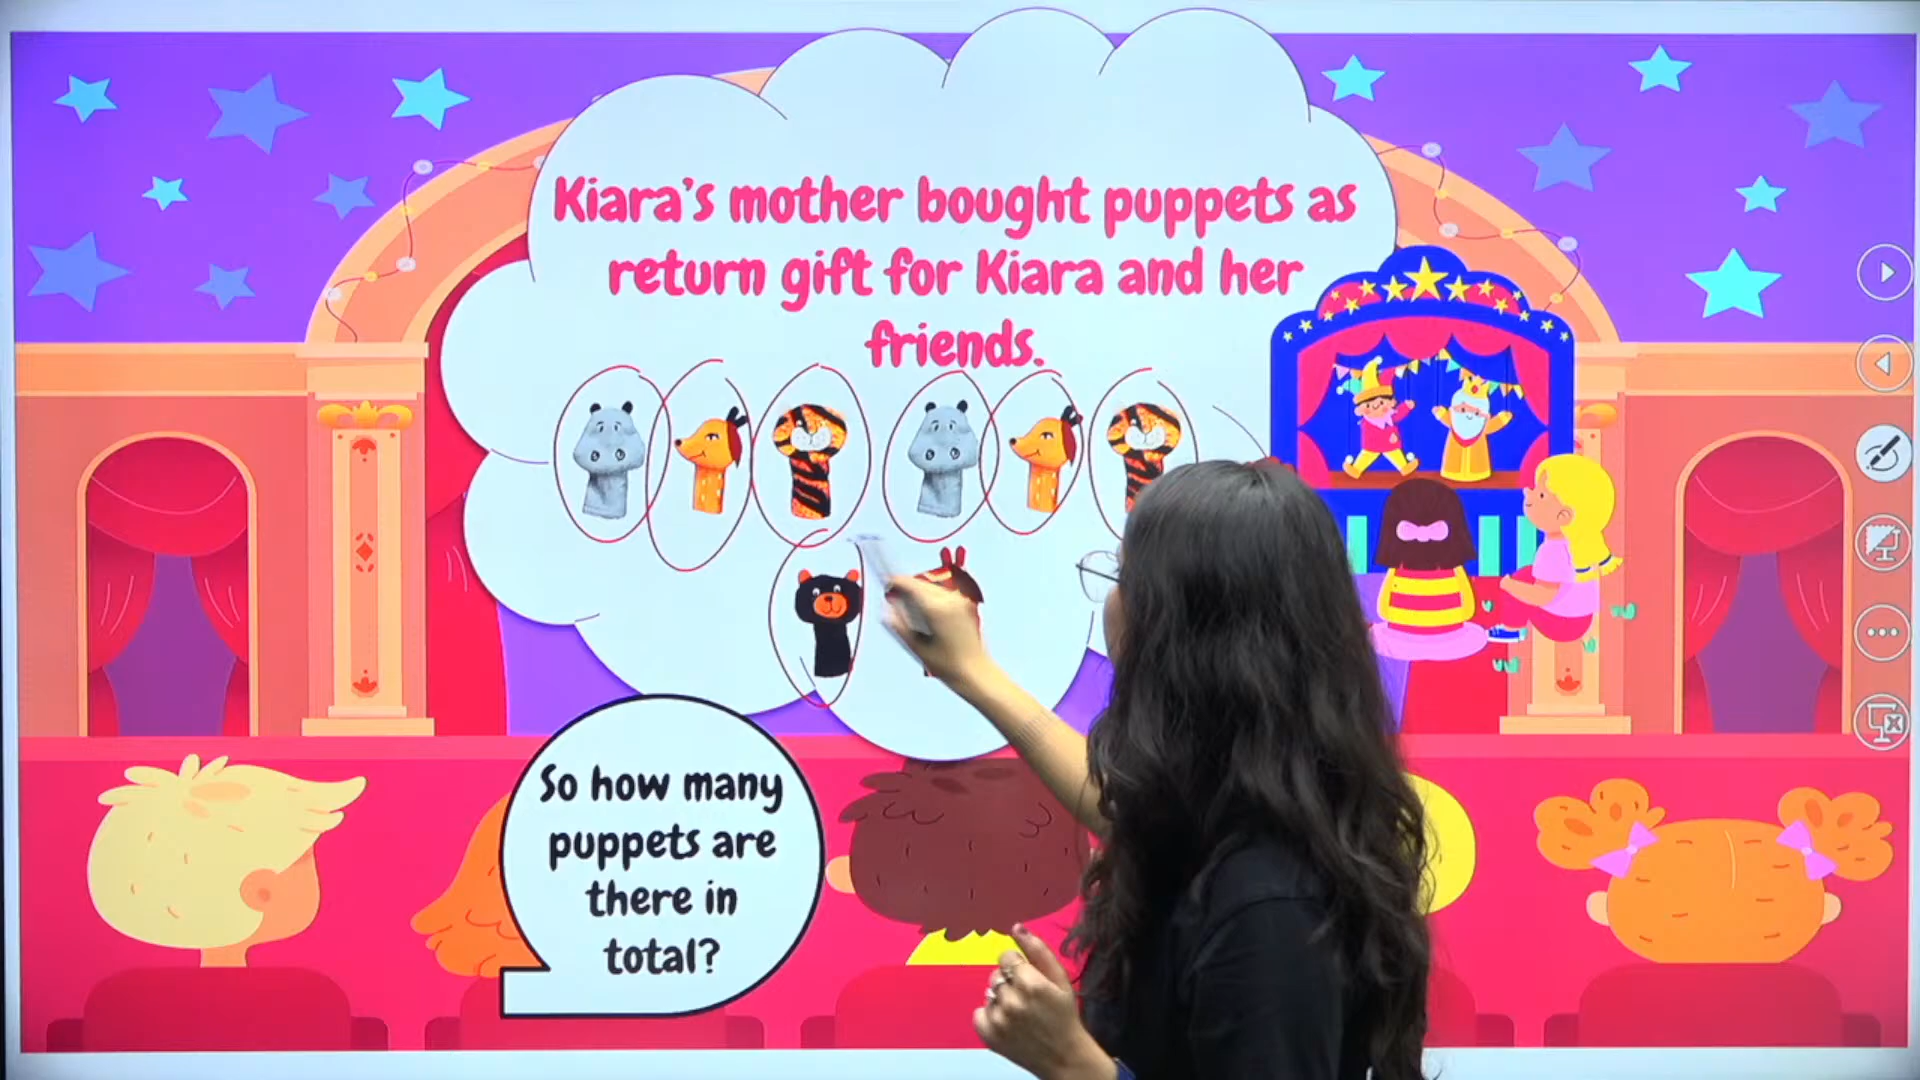 Kiara's mother bought puppets as
return gift for Kiara and her
friends.
So how many
puppets are
there in
total?